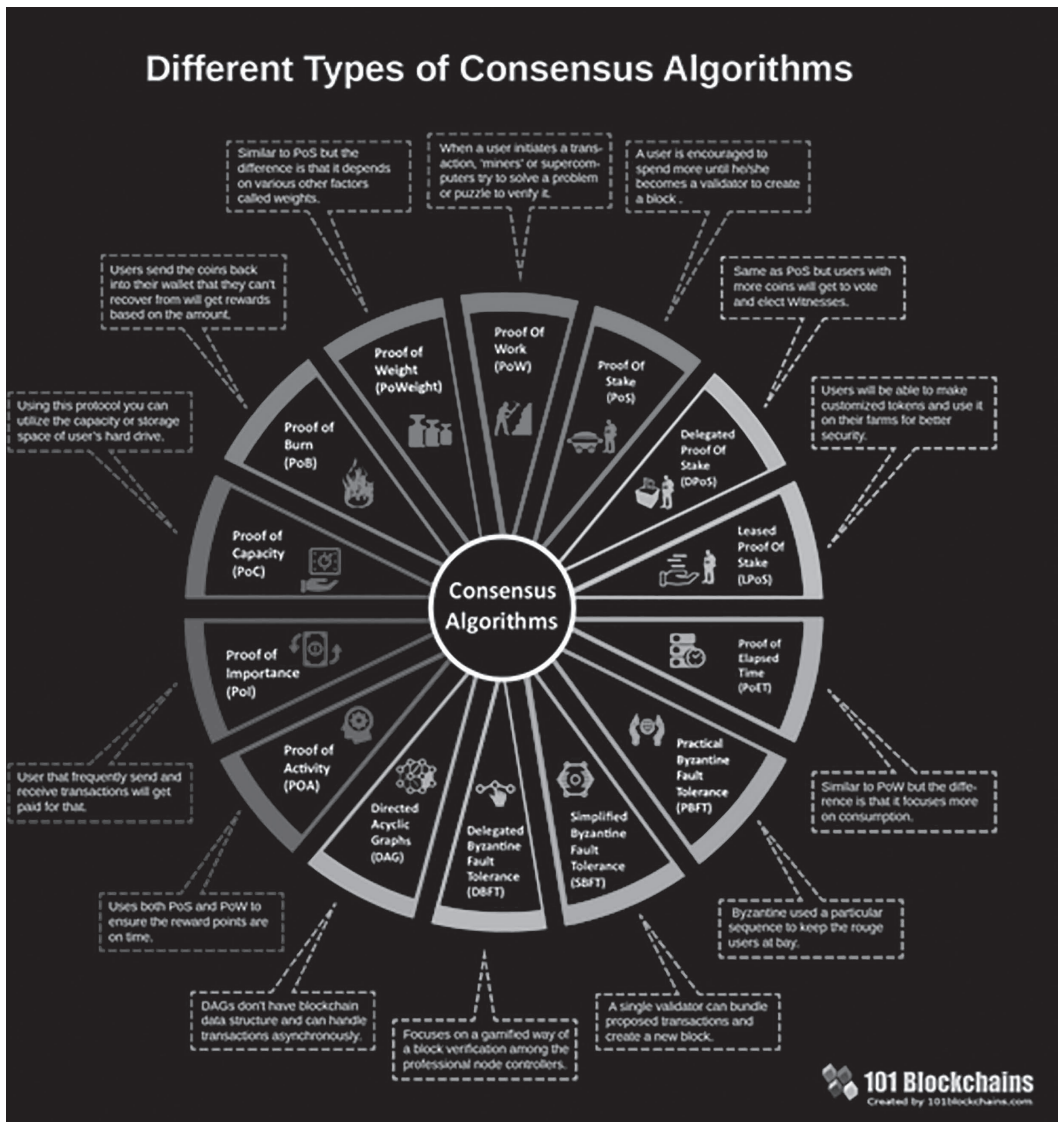 Different Types of Consensus Algorithms
Similar to PoS but the
difference is that it depends
on various other factors
called weights.
When a user initiates a trans-
action, 'miners' or supercom-
puters try to solve a problem
or puzzle to verify it.
A user is encouraged to
spend more until he/she
becomes a validator to create
a block .
Users send the coins back
into their wallet that they can't
recover from will get rewards
based on the amount.
Same as PoS but users with
more coins will get to vote
and elect Witnesses.
Using this protocol you can
utilize the capacity or storage
space of user's hard drive.
Users will be able to make
customized tokens and use it
on their farms for better
security.
Proof of
Weight
(PoWeight)
Proof Of
Work
(PoW)
Proof Of
Stake
(PoS)
Proof of
Burn
(PoB)
Delegated
Proof Of
Stake
(DPoS)
Proof of
Capacity
(PoC)
Leased
Proof Of
Stake
(LPoS)
Consensus
Algorithms
Proof of
Importance
(PoI)
Proof of
Elapsed
Time
(PoET)
Proof of
Activity
(POA)
Practical
Byzantine
Fault
Tolerance
(PBFT)
Directed
Acyclic
Graphs
(DAG)
Delegated
Byzantine
Fault
Tolerance
(DBFT)
Simplified
Byzantine
Fault
Tolerance
(SBFT)
User that frequently send and
receive transactions will get
paid for that.
Similar to PoW but the diffe-
rence is that it focuses more
on consumption.
Uses both PoS and PoW to
ensure the reward points are
on time.
Byzantine used a particular
sequence to keep the rouge
users at bay.
DAGs don't have blockchain
data structure and can handle
transactions asynchronously.
Focuses on a gamified way of
a block verification among the
professional node controllers.
A single validator can bundle
proposed transactions and
create a new block.
101 Blockchains
Created by 101blockchains.com